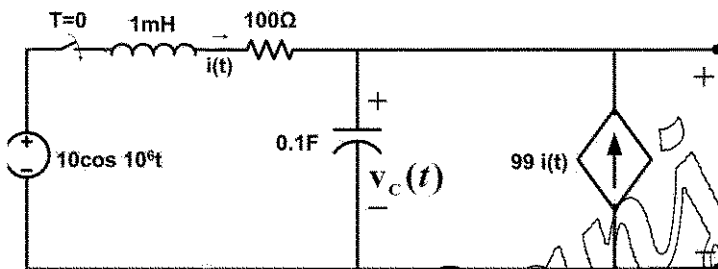 T=0
1mH
100Ω
i(t)
+
−
10cos 10⁶t
0.1F
+
v_C(t)
−
99 i(t)
+